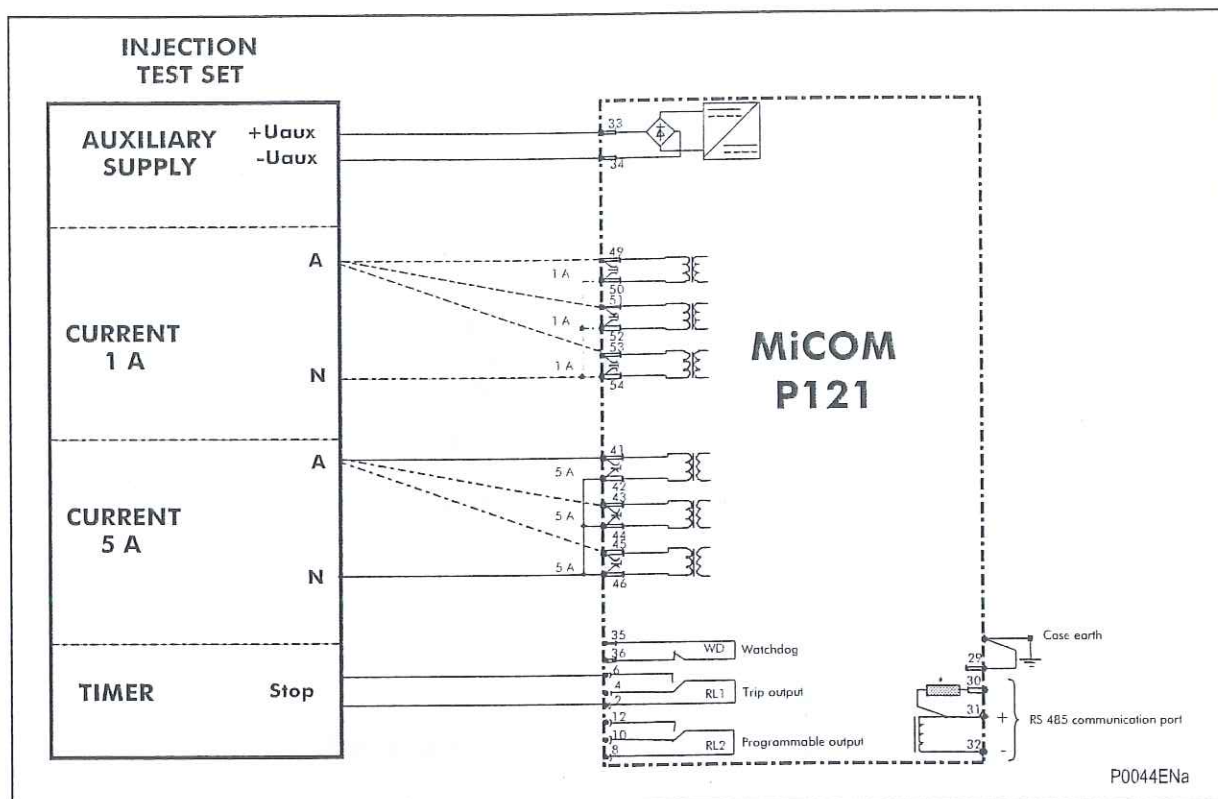 INJECTION
TEST SET
AUXILIARY
SUPPLY
+Uaux
-Uaux
33
34
A
CURRENT
1 A
N
1 A
1 A
1 A
49
50
51
52
53
54
MiCOM
P121
A
CURRENT
5 A
N
5 A
5 A
5 A
41
42
43
44
45
46
TIMER
Stop
35
36
6
4
2
12
10
8
WD Watchdog
RL1 Trip output
RL2 Programmable output
Case earth
29
30
31
32
*
+
-
RS 485 communication port
P0044ENa